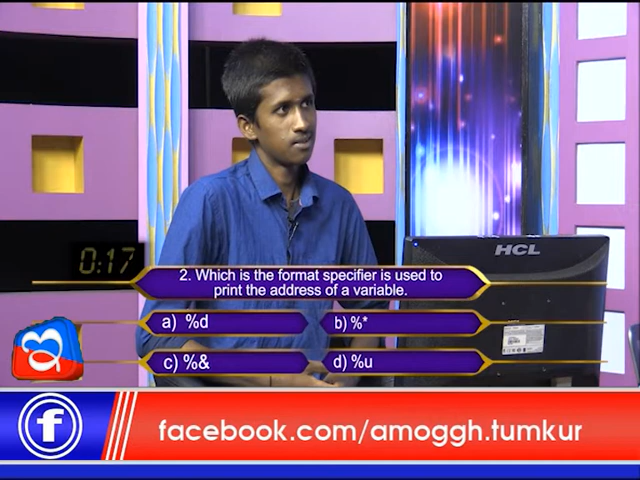 HCL
0:17
2. Which is the format specifier is used to
print the address of a variable.
a) %d
b) %*
c) %&
d) %u
f
facebook.com/amoggh.tumkur